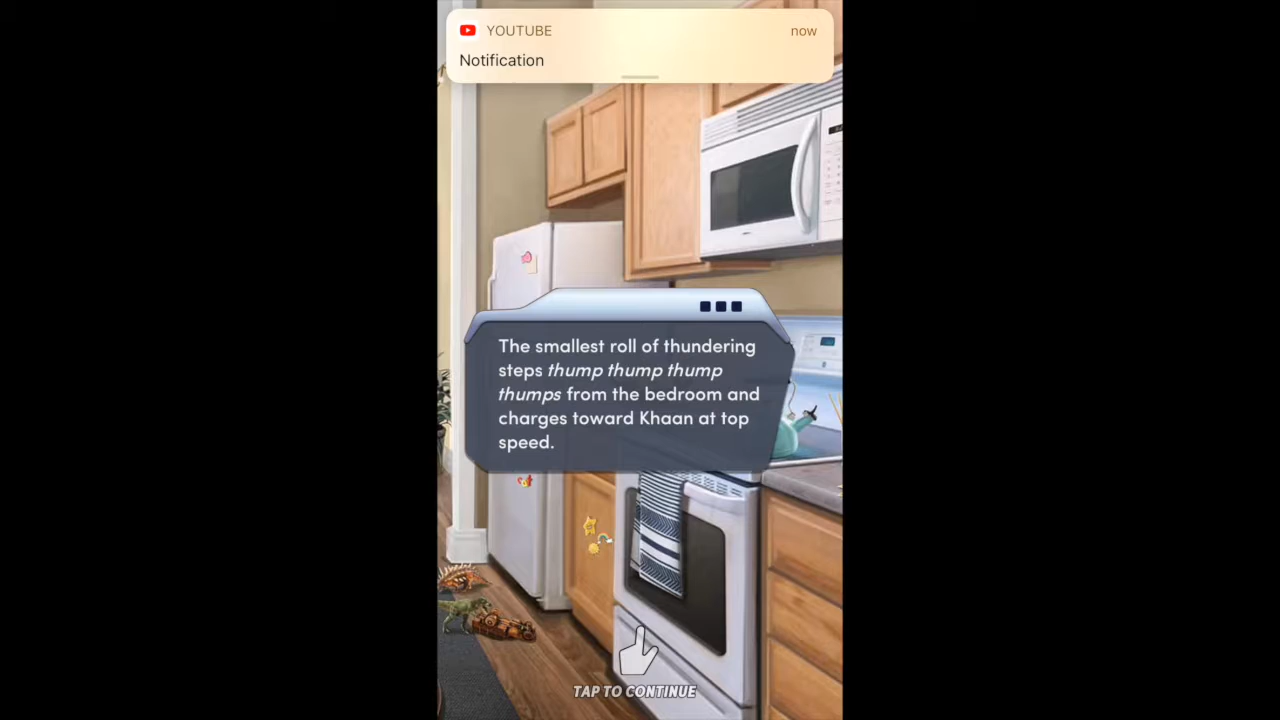 YOUTUBE
now
Notification
The smallest roll of thundering
steps thump thump thump
thumps from the bedroom and
charges toward Khaan at top
speed.
TAP TO CONTINUE